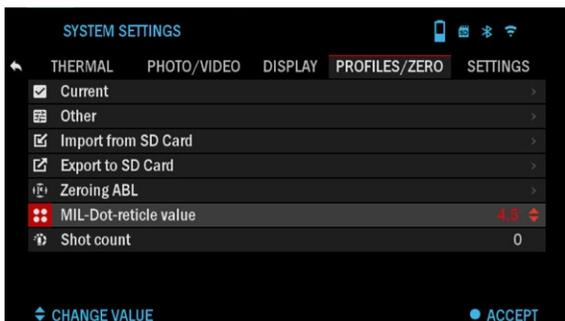 SYSTEM SETTINGS
THERMAL PHOTO/VIDEO DISPLAY PROFILES/ZERO SETTINGS
Current
Other
Import from SD Card
Export to SD Card
Zeroing ABL
MIL-Dot-reticle value 4,5
Shot count 0
CHANGE VALUE ACCEPT